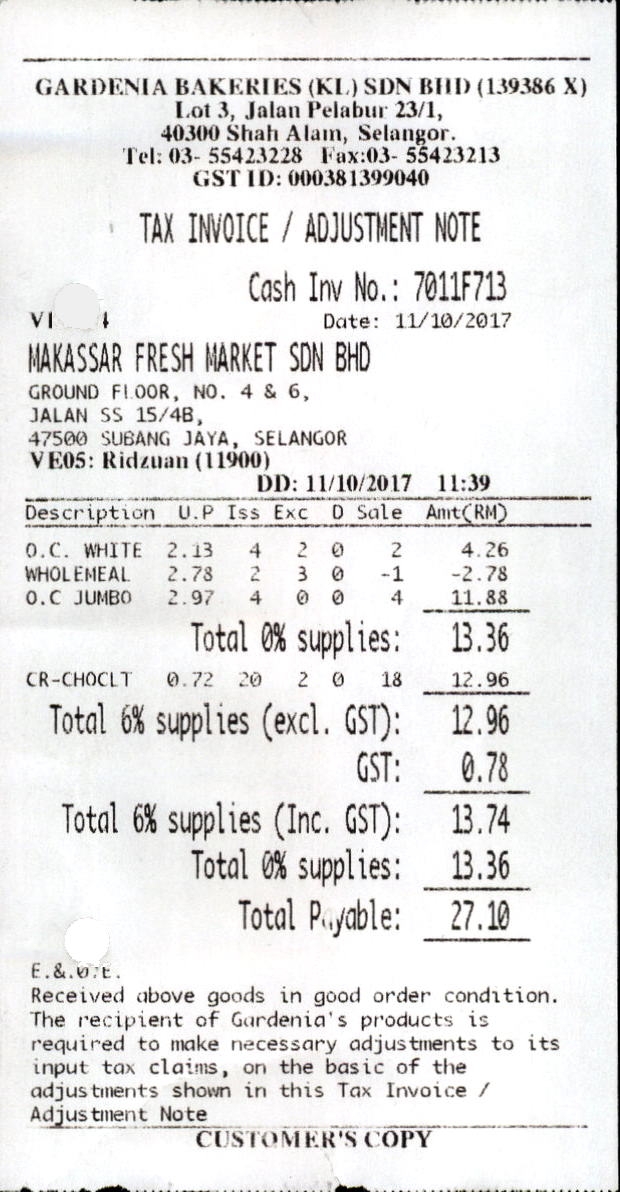 GARDENIA BAKERIES (KL) SDN BHD (139386 X)
Lot 3, Jalan Pelabur 23/1,
40300 Shah Alam, Selangor.
Tel: 03- 55423228 Fax:03- 55423213
GST ID: 000381399040
TAX INVOICE / ADJUSTMENT NOTE
Cash Inv No.: 7011F713
Date: 11/10/2017
MAKASSAR FRESH MARKET SDN BHD
GROUND FLOOR, NO. 4 & 6,
JALAN SS 15/4B,
47500 SUBANG JAYA, SELANGOR
VE05: Ridzuan (11900)
DD: 11/10/2017 11:39
Description U.P Iss Exc D Sale Amt(RM)
O.C. WHITE 2.13 4 2 0 2 4.26
WHOLEMEAL 2.78 2 3 0 -1 -2.78
O.C JUMBO 2.97 4 0 0 4 11.88
Total 0% supplies: 13.36
CR-CHOCLT 0.72 20 2 0 18 12.96
Total 6% supplies (excl. GST): 12.96
GST: 0.78
Total 6% supplies (Inc. GST): 13.74
Total 0% supplies: 13.36
Total Payable: 27.10
E.&.O.E.
Received above goods in good order condition.
The recipient of Gardenia's products is
required to make necessary adjustments to its
input tax claims, on the basic of the
adjustments shown in this Tax Invoice /
Adjustment Note
CUSTOMER'S COPY